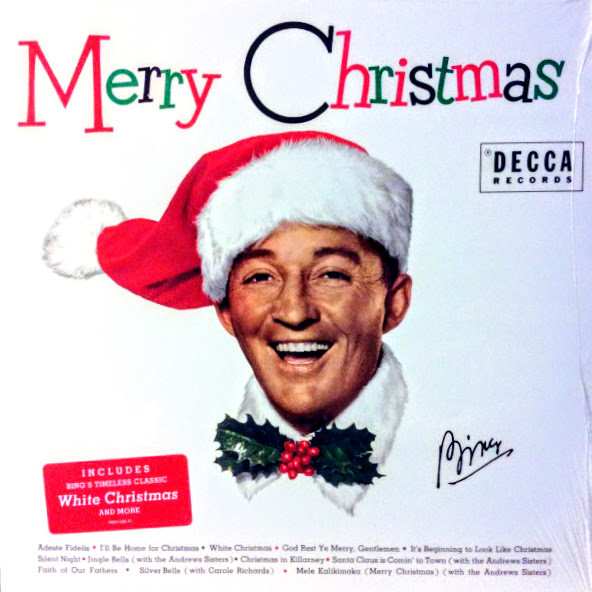 Merry Christmas
DECCA
RECORDS
Bing
INCLUDES
BING'S TIMELESS CLASSIC
White Christmas
AND MORE
Adeste Fidelis • I'll Be Home for Christmas • White Christmas • God Rest Ye Merry, Gentlemen • It's Beginning to Look Like Christmas
Silent Night • Jingle Bells (with the Andrews Sisters) • Christmas in Killarney • Santa Claus is Comin' to Town (with the Andrews Sisters)
Faith of Our Fathers • Silver Bells (with Carole Richards) • Mele Kalikimaka (Merry Christmas) (with the Andrews Sisters)